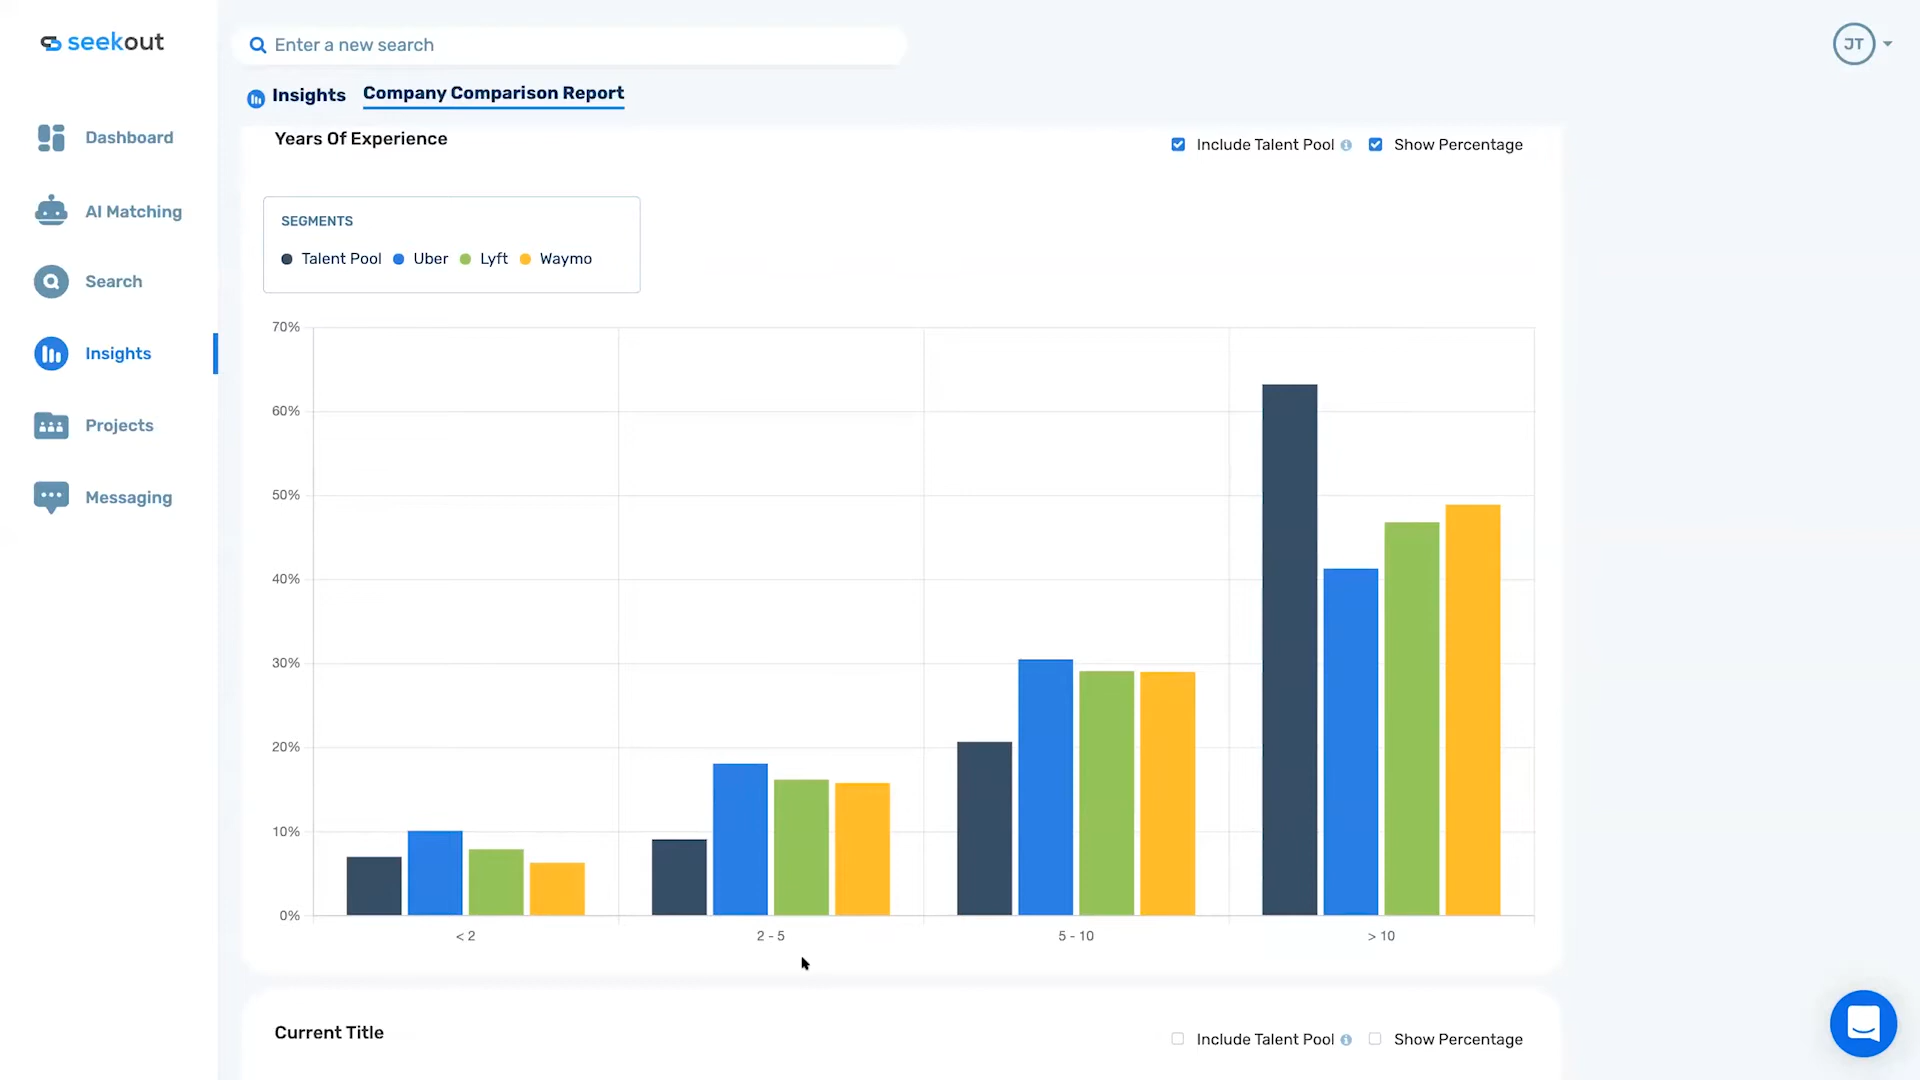 seekout
Enter a new search
JT
Insights Company Comparison Report
Dashboard
AI Matching
Search
Insights
Projects
Messaging
Years Of Experience
Include Talent Pool Show Percentage
SEGMENTS
Talent Pool Uber Lyft Waymo
70%
60%
50%
40%
30%
20%
10%
0%
< 2 2 - 5 5 - 10 > 10
Current Title
Include Talent Pool Show Percentage